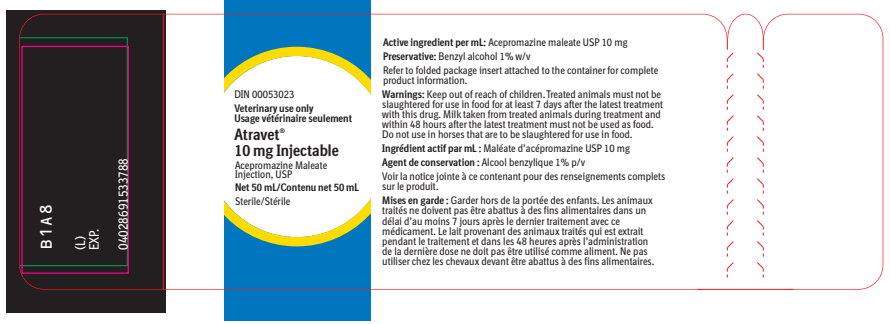 B 1 A 8
(L)
EXP.
04028691533788
DIN 00053023
Veterinary use only
Usage vétérinaire seulement
Atravet®
10 mg Injectable
Acepromazine Maleate
Injection, USP
Net 50 mL/Contenu net 50 mL
Sterile/Stérile
Active ingredient per mL: Acepromazine maleate USP 10 mg
Preservative: Benzyl alcohol 1% w/v
Refer to folded package insert attached to the container for complete
product information.
Warnings: Keep out of reach of children. Treated animals must not be
slaughtered for use in food for at least 7 days after the latest treatment
with this drug. Milk taken from treated animals during treatment and
within 48 hours after the latest treatment must not be used as food.
Do not use in horses that are to be slaughtered for use in food.
Ingrédient actif par mL : Maléate d'acépromazine USP 10 mg
Agent de conservation : Alcool benzylique 1% p/v
Voir la notice jointe à ce contenant pour des renseignements complets
sur le produit.
Mises en garde : Garder hors de la portée des enfants. Les animaux
traités ne doivent pas être abattus à des fins alimentaires dans un
délai d'au moins 7 jours après le dernier traitement avec ce
médicament. Le lait provenant des animaux traités qui est extrait
pendant le traitement et dans les 48 heures après l'administration
de la dernière dose ne doit pas être utilisé comme aliment. Ne pas
utiliser chez les chevaux devant être abattus à des fins alimentaires.